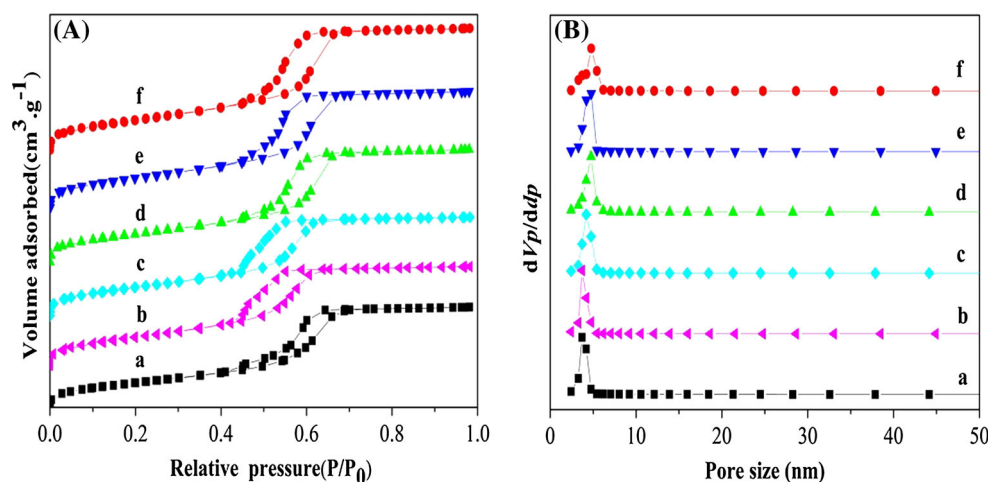 (A)
Volume adsorbed(cm³.g⁻¹)
f
e
d
c
b
a
0.0 0.2 0.4 0.6 0.8 1.0
Relative pressure(P/P₀)
(B)
dVp/ddp
f
e
d
c
b
a
0 10 20 30 40 50
Pore size (nm)